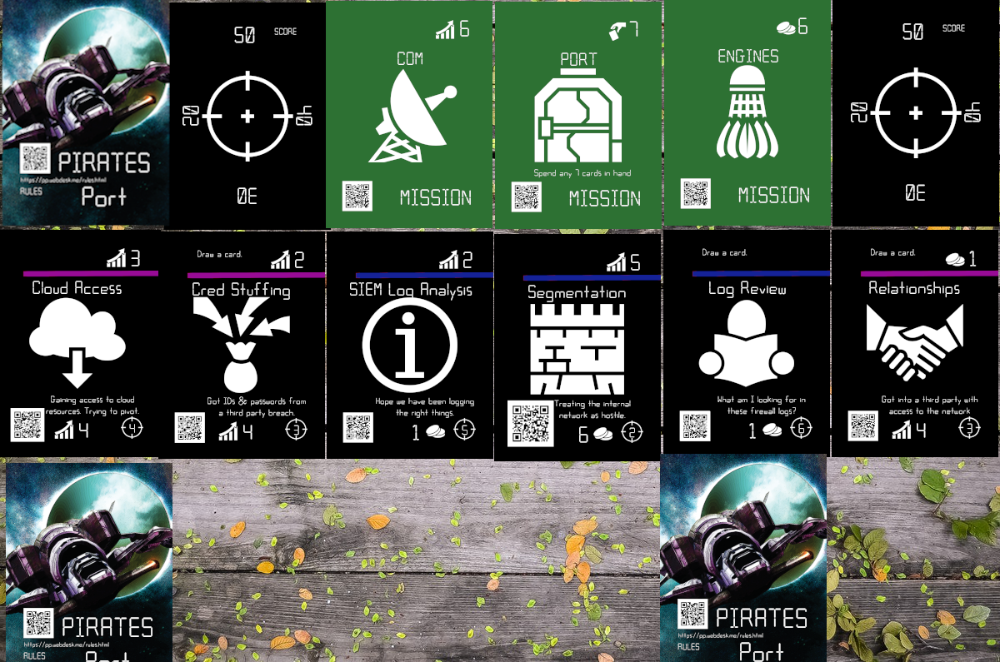 PIRATES
https://pp.webdesk.me/rules.html
RULES
Port
50
SCORE
20
40
30
6
COM
MISSION
7
PORT
Spend any 7 cards in hand
MISSION
6
ENGINES
MISSION
50
SCORE
20
40
30
3
Cloud Access
Gaining access to cloud
resources. Trying to pivot.
4
4
Draw a card.
2
Cred Stuffing
Got IDs & passwords from
a third party breach.
4
3
2
SIEM Log Analysis
Hope we have been logging
the right things.
1
5
5
Segmentation
Treating the internal
network as hostile.
6
2
Draw a card.
Log Review
What am I looking for in
these firewall logs?
1
6
Draw a card.
1
Relationships
Got into a third party with
access to the network
4
3
PIRATES
https://pp.webdesk.me/rules.html
RULES
Port
PIRATES
https://pp.webdesk.me/rules.html
RULES
Port